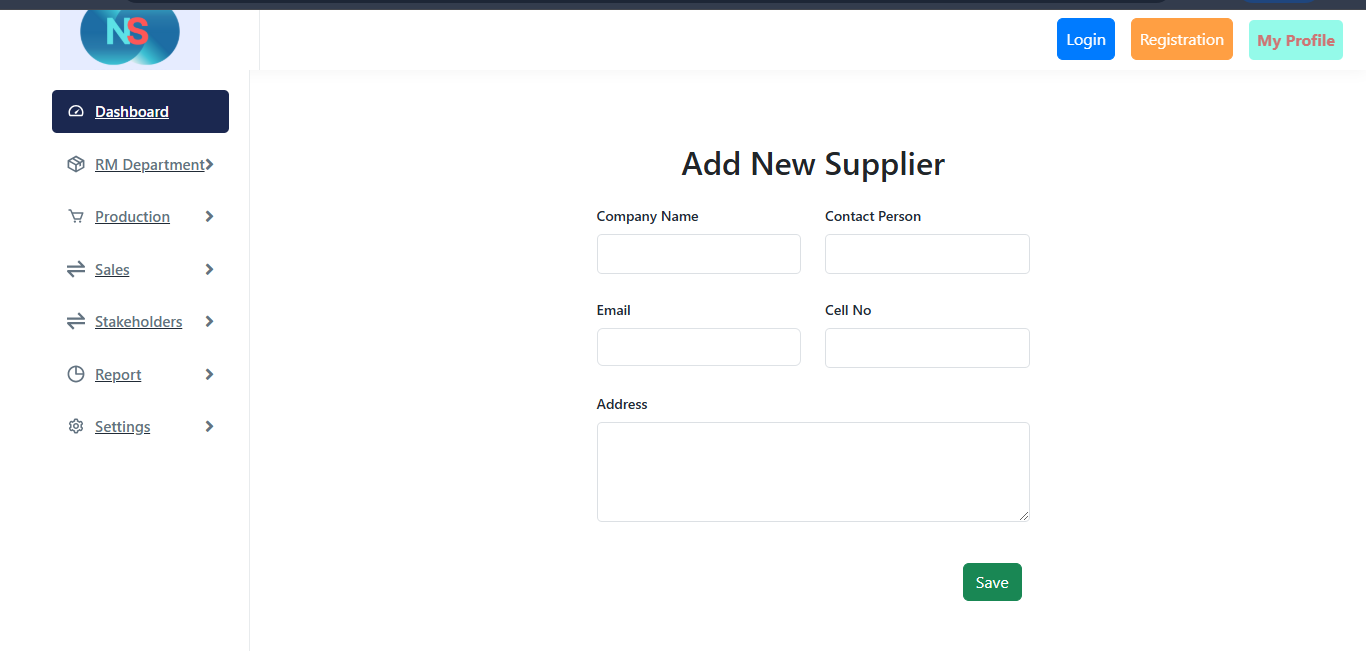 NS
Login Registration My Profile
Dashboard
RM Department
Production
Sales
Stakeholders
Report
Settings
Add New Supplier
Company Name Contact Person
Email Cell No
Address
Save